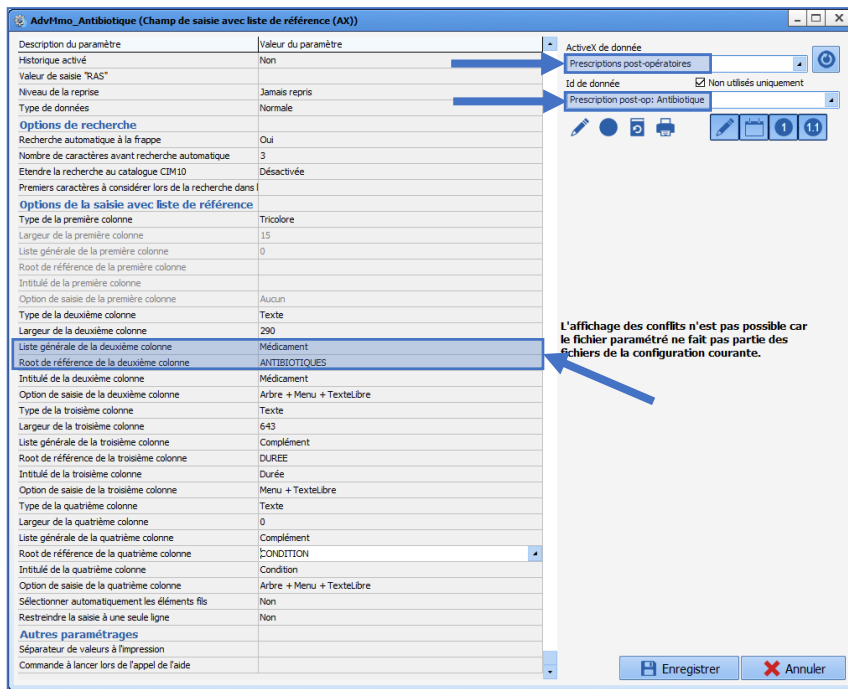 AdvMmo_Antibiotique (Champ de saisie avec liste de référence (AX))
Description du paramètre Valeur du paramètre
Historique activé Non
Valeur de saisie "RAS"
Niveau de la reprise Jamais repris
Type de données Normale
Options de recherche
Recherche automatique à la frappe Oui
Nombre de caractères avant recherche automatique 3
Etendre la recherche au catalogue CIM10 Désactivée
Premiers caractères à considérer lors de la recherche dans l
Options de la saisie avec liste de référence
Type de la première colonne Tricolore
Largeur de la première colonne 15
Liste générale de la première colonne 0
Root de référence de la première colonne
Intitulé de la première colonne
Option de saisie de la première colonne Aucun
Type de la deuxième colonne Texte
Largeur de la deuxième colonne 290
Liste générale de la deuxième colonne Médicament
Root de référence de la deuxième colonne ANTIBIOTIQUES
Intitulé de la deuxième colonne Médicament
Option de saisie de la deuxième colonne Arbre + Menu + TexteLibre
Type de la troisième colonne Texte
Largeur de la troisième colonne 643
Liste générale de la troisième colonne Complément
Root de référence de la troisième colonne DUREE
Intitulé de la troisième colonne Durée
Option de saisie de la troisième colonne Menu + TexteLibre
Type de la quatrième colonne Texte
Largeur de la quatrième colonne 0
Liste générale de la quatrième colonne Complément
Root de référence de la quatrième colonne CONDITION
Intitulé de la quatrième colonne Condition
Option de saisie de la quatrième colonne Arbre + Menu + TexteLibre
Sélectionner automatiquement les éléments fils Non
Restreindre la saisie à une seule ligne Non
Autres paramétrages
Séparateur de valeurs à l'impression
Commande à lancer lors de l'appel de l'aide
ActiveX de donnée
Prescriptions post-opératoires
Id de donnée Non utilisés uniquement
Prescription post-op: Antibiotique
1 1.1
L'affichage des conflits n'est pas possible car
le fichier paramétré ne fait pas partie des
fichiers de la configuration courante.
Enregistrer Annuler